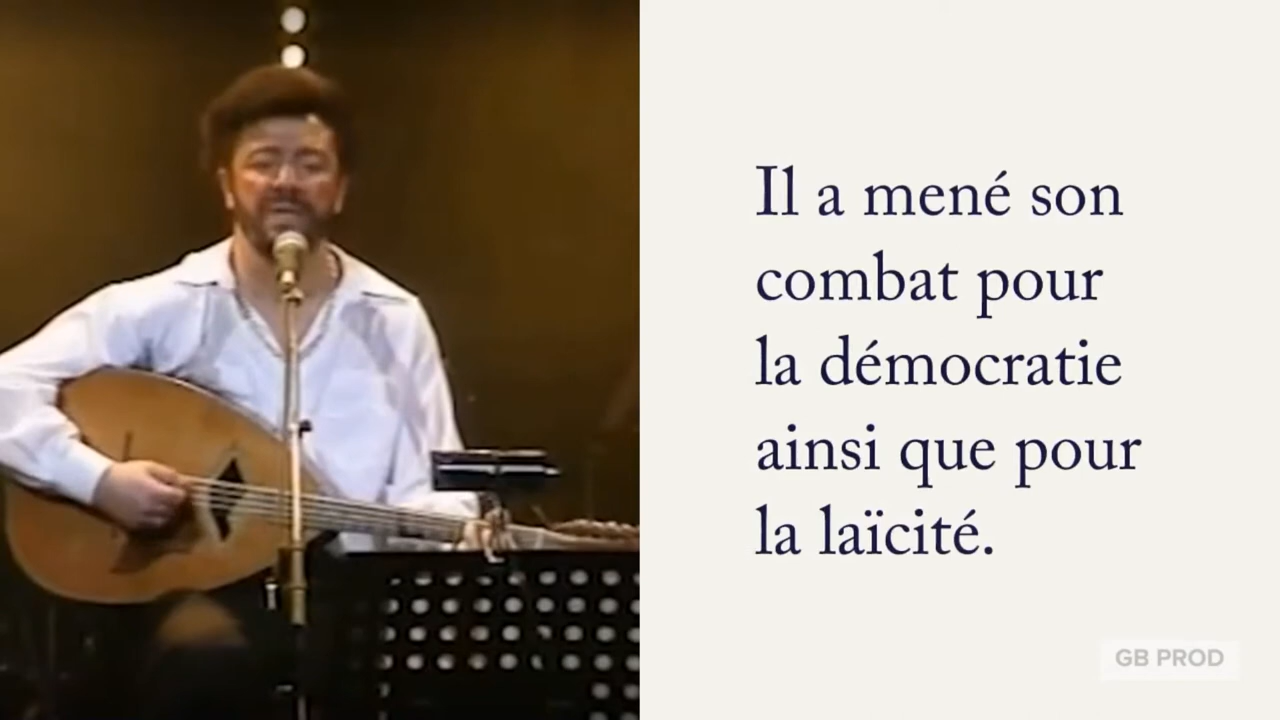 Il a mené son
combat pour
la démocratie
ainsi que pour
la laïcité.
GB PROD